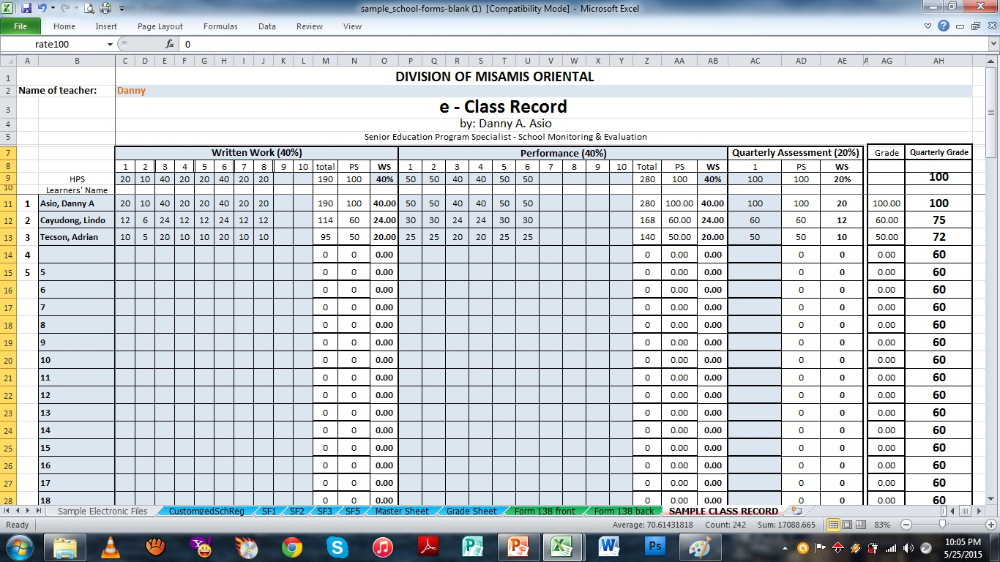 sample_school-forms-blank (1) [Compatibility Mode] - Microsoft Excel
File Home Insert Page Layout Formulas Data Review View
rate100 fx 0
A B C D E F G H I J K L M N O P Q R S T U V W X Y Z AA AB AC AD AE A AG AH
1 DIVISION OF MISAMIS ORIENTAL
2 Name of teacher: Danny
3 e - Class Record
4 by: Danny A. Asio
5 Senior Education Program Specialist - School Monitoring & Evaluation
7 Written Work (40%) Performance (40%) Quarterly Assessment (20%) Grade Quarterly Grade
8 1 2 3 4 5 6 7 8 9 10 total PS WS 1 2 3 4 5 6 7 8 9 10 Total PS WS 1 PS WS
9 HPS 20 10 40 20 20 40 20 20 190 100 40% 50 50 40 40 50 50 280 100 40% 100 100 20% 100
10 Learners' Name
11 1 Asio, Danny A 20 10 40 20 20 40 20 20 190 100 40.00 50 50 40 40 50 50 280 100.00 40.00 100 100 20 100.00 100
12 2 Cayudong, Lindo 12 6 24 12 12 24 12 12 114 60 24.00 30 30 24 24 30 30 168 60.00 24.00 60 60 12 60.00 75
13 3 Tecson, Adrian 10 5 20 10 10 20 10 10 95 50 20.00 25 25 20 20 25 25 140 50.00 20.00 50 50 10 50.00 72
14 4 0 0 0.00 0 0.00 0.00 0 0 0.00 60
15 5 5 0 0 0.00 0 0.00 0.00 0 0 0.00 60
16 6 0 0 0.00 0 0.00 0.00 0 0 0.00 60
17 7 0 0 0.00 0 0.00 0.00 0 0 0.00 60
18 8 0 0 0.00 0 0.00 0.00 0 0 0.00 60
19 9 0 0 0.00 0 0.00 0.00 0 0 0.00 60
20 10 0 0 0.00 0 0.00 0.00 0 0 0.00 60
21 11 0 0 0.00 0 0.00 0.00 0 0 0.00 60
22 12 0 0 0.00 0 0.00 0.00 0 0 0.00 60
23 13 0 0 0.00 0 0.00 0.00 0 0 0.00 60
24 14 0 0 0.00 0 0.00 0.00 0 0 0.00 60
25 15 0 0 0.00 0 0.00 0.00 0 0 0.00 60
26 16 0 0 0.00 0 0.00 0.00 0 0 0.00 60
27 17 0 0 0.00 0 0.00 0.00 0 0 0.00 60
28 18 0 0 0.00 0 0.00 0.00 0 0 0.00 60
Sample Electronic Files CustomizedSchReg SF1 SF2 SF3 SF5 Master Sheet Grade Sheet Form 138 front Form 138 back SAMPLE CLASS RECORD
Ready Average: 70.61431818 Count: 242 Sum: 17088.665 83%
10:05 PM
5/25/2015